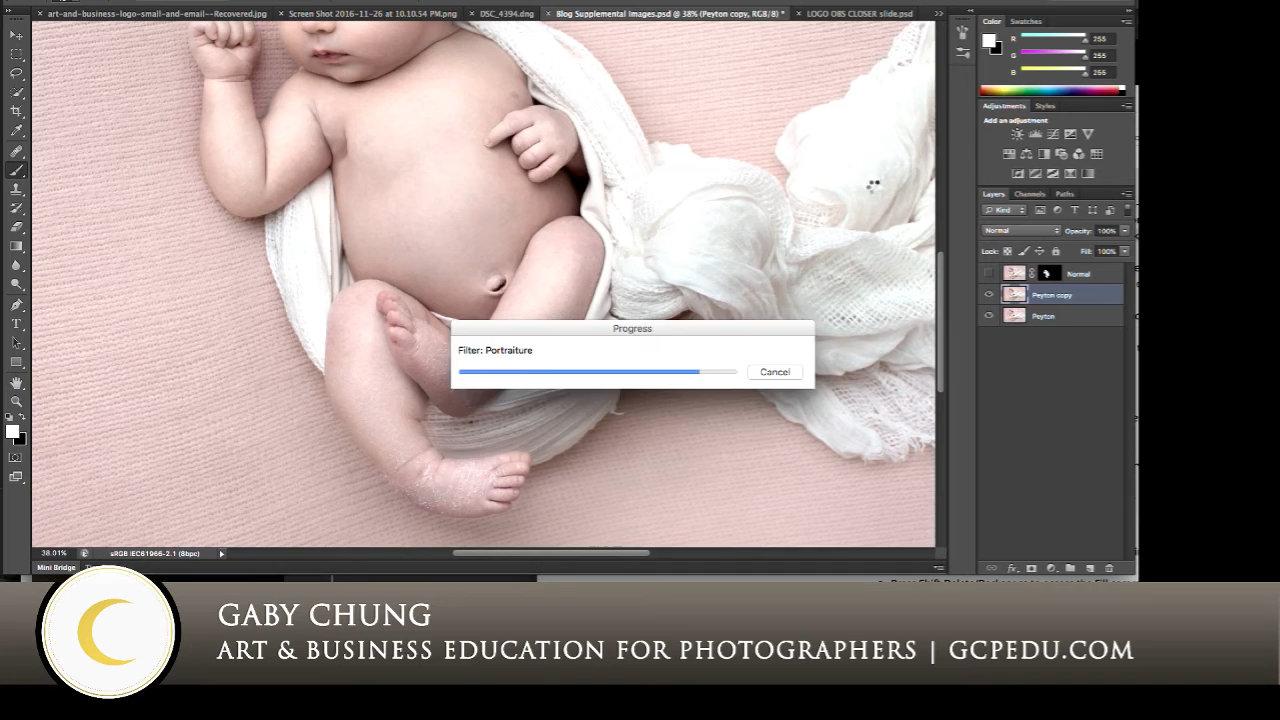 art-and-business-logo-small-and-email--Recovered.jpg
Screen Shot 2016-11-26 at 10.10.54 PM.png
DSC_4394.dng
Blog Supplemental Images.psd @ 38% (Peyton copy, RGB/8) *
LOGO OBS CLOSER slide.psd
Color
Swatches
R 255
G 255
B 255
Adjustments
Styles
Add an adjustment
Layers
Channels
Paths
Kind
Normal
Opacity: 100%
Lock:
Fill: 100%
Normal
Peyton copy
Peyton
Progress
Filter: Portraiture
Cancel
38.01%
sRGB IEC61966-2.1 (8bpc)
Mini Bridge
GABY CHUNG
ART & BUSINESS EDUCATION FOR PHOTOGRAPHERS | GCPEDU.COM